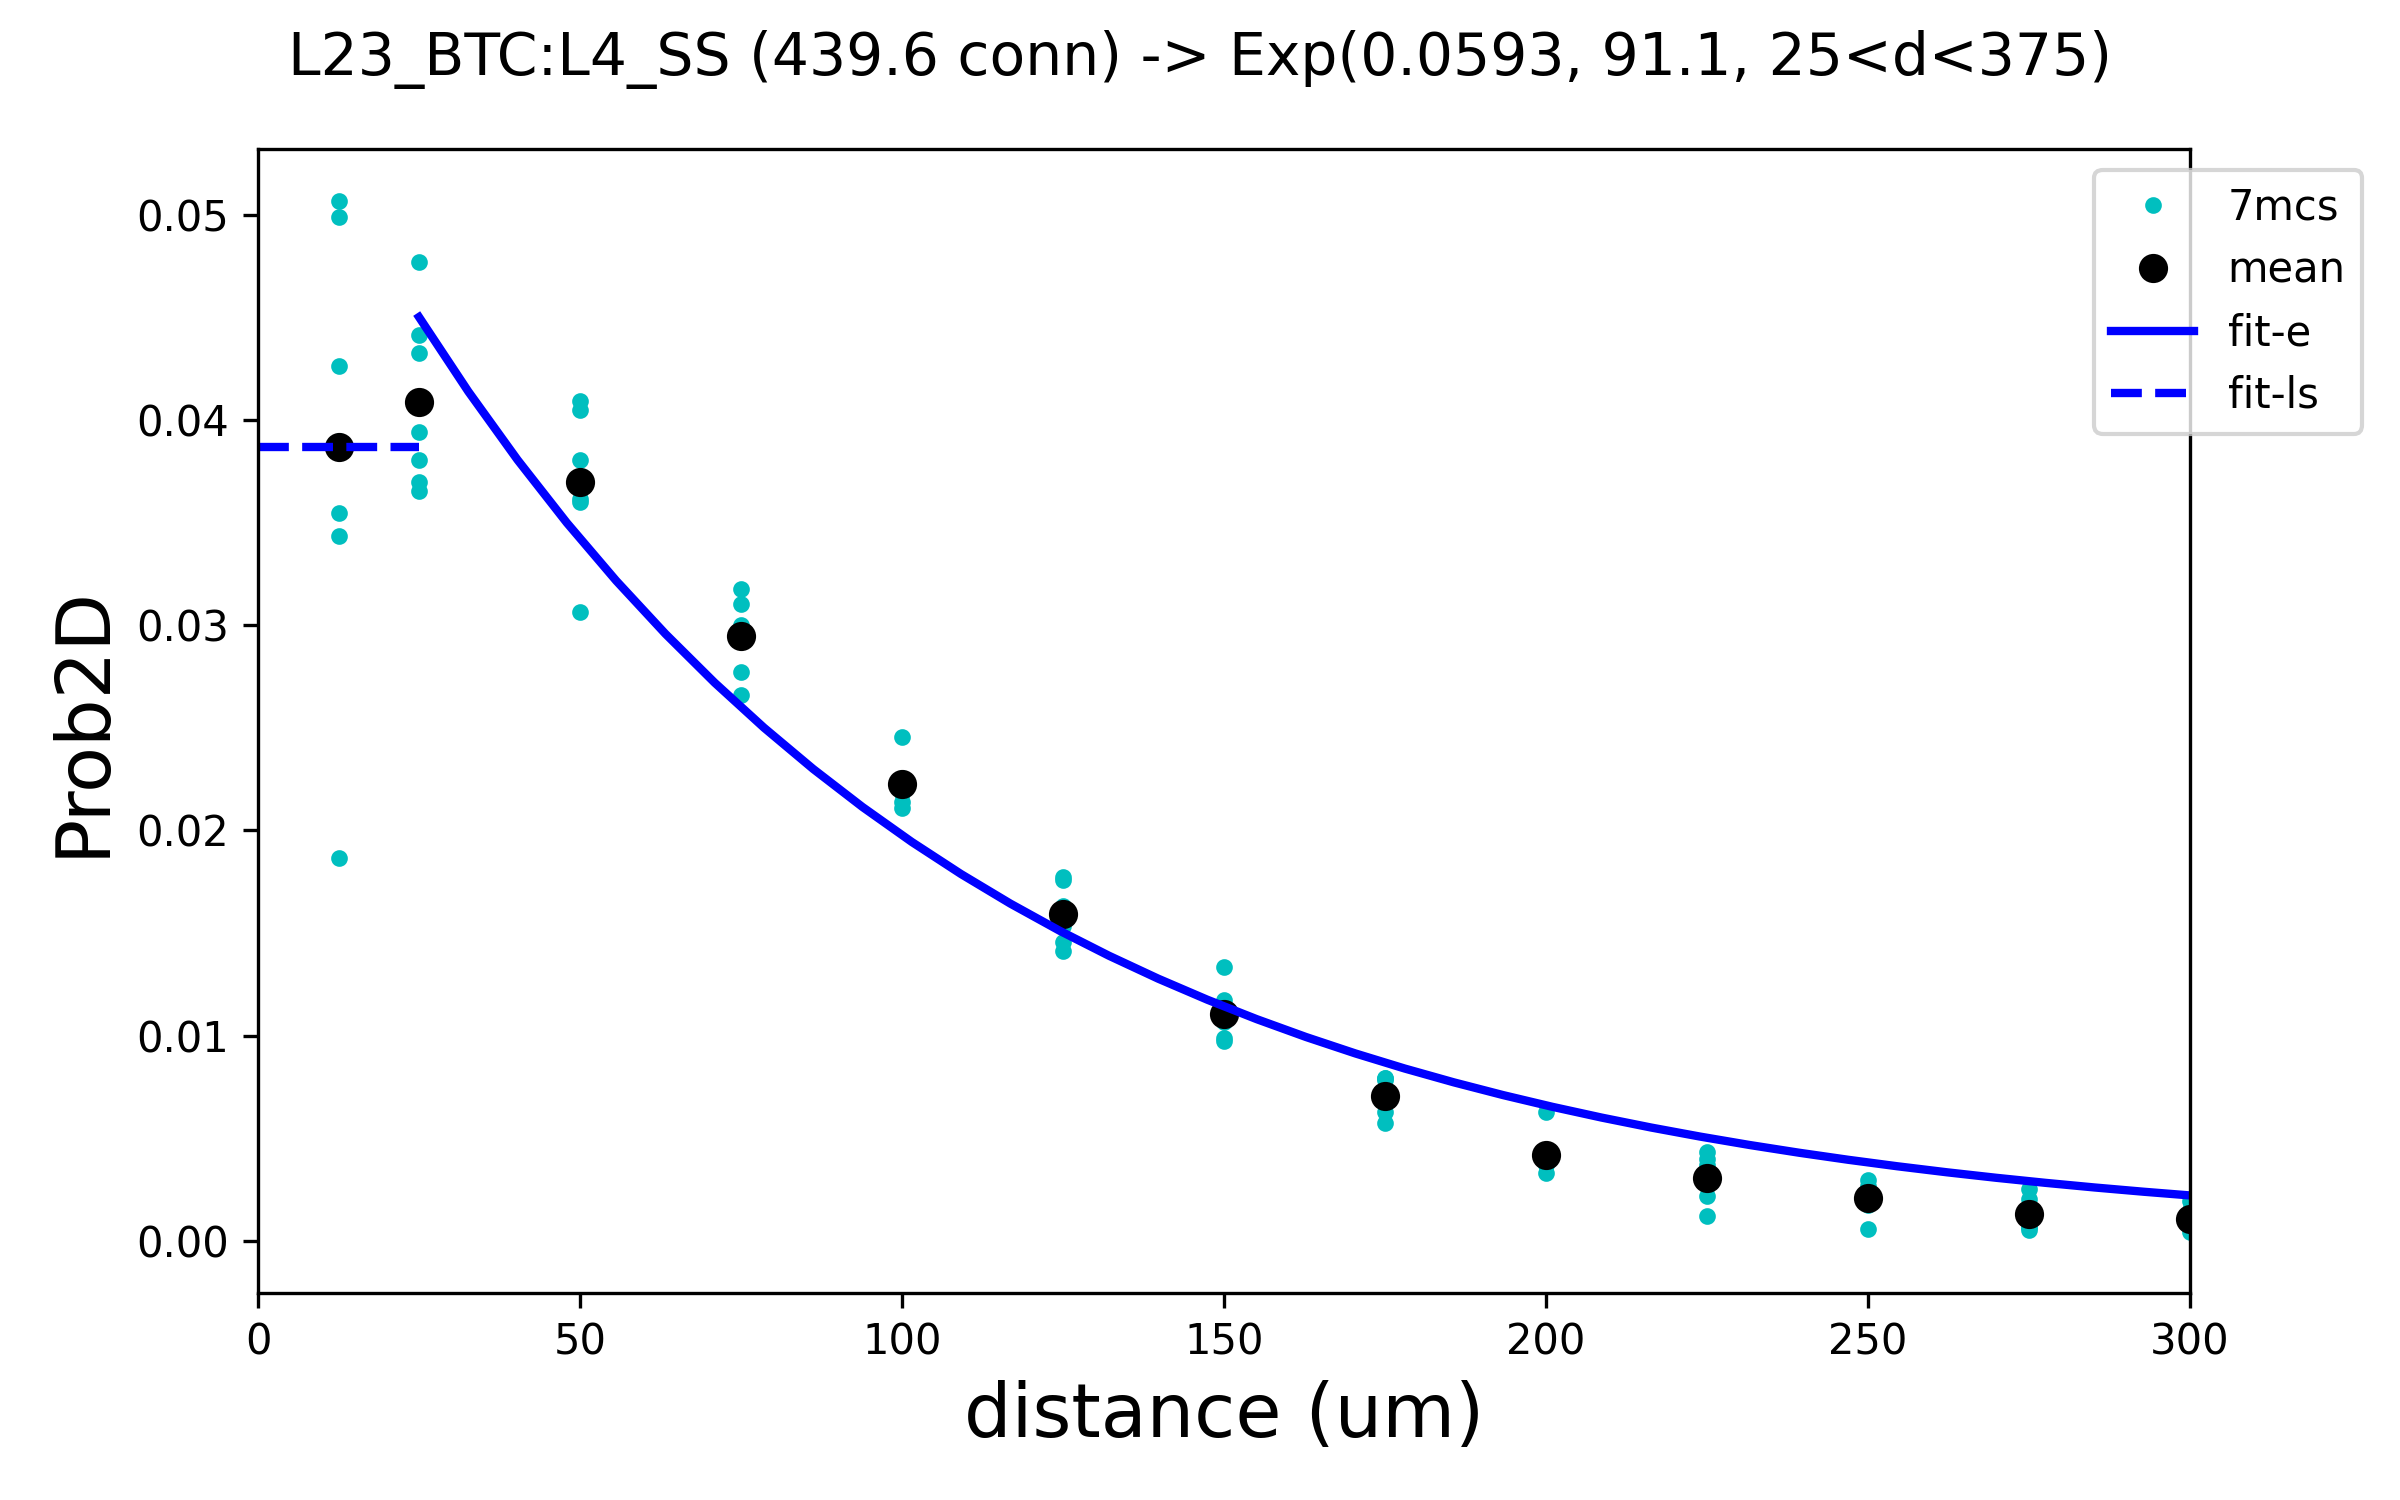 L23_BTC:L4_SS (439.6 conn) -> Exp(0.0593, 91.1, 25<d<375)
7mcs
mean
fit-e
fit-ls
Prob2D
0.05
0.04
0.03
0.02
0.01
0.00
0 50 100 150 200 250 300
distance (um)